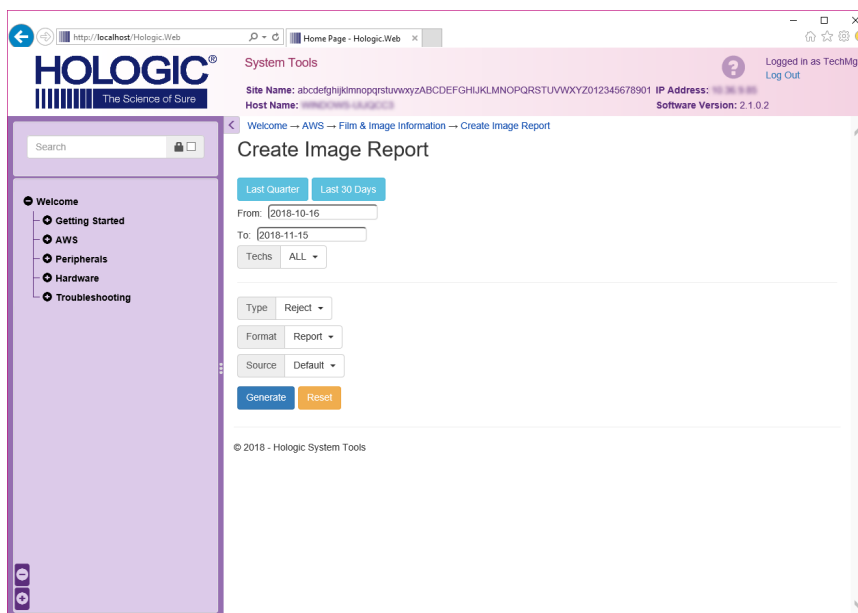 http://localhost/Hologic.Web
Home Page - Hologic.Web
HOLOGIC®
The Science of Sure
System Tools
Logged in as TechMg
Log Out
Site Name: abcdefghijklmnopqrstuvwxyzABCDEFGHIJKLMNOPQRSTUVWXYZ012345678901 IP Address:
Host Name:
Software Version: 2.1.0.2
Search
Welcome
Getting Started
AWS
Peripherals
Hardware
Troubleshooting
Welcome → AWS → Film & Image Information → Create Image Report
Create Image Report
Last Quarter Last 30 Days
From: 2018-10-16
To: 2018-11-15
Techs ALL
Type Reject
Format Report
Source Default
Generate Reset
© 2018 - Hologic System Tools